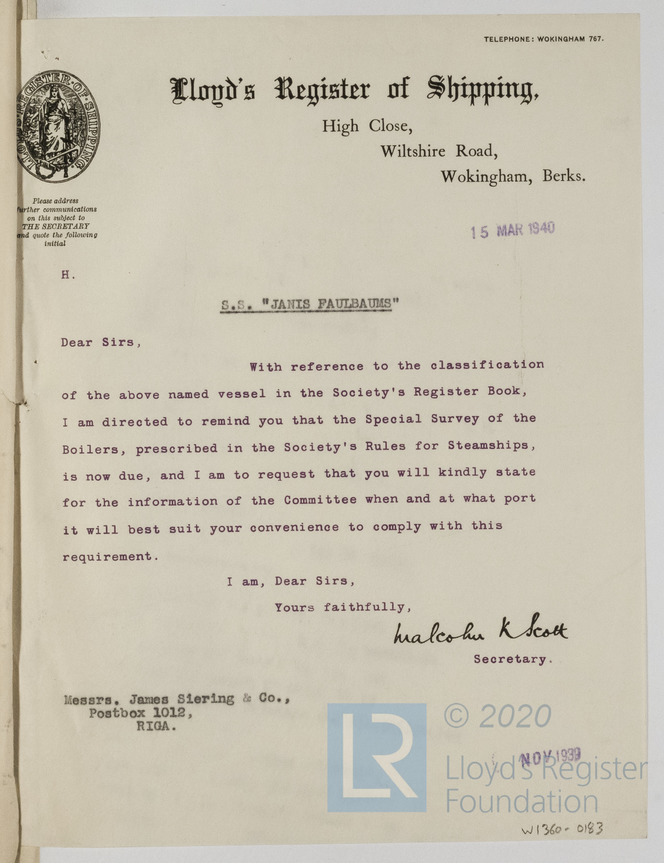 TELEPHONE: WOKINGHAM 767.
Lloyd's Register of Shipping,
High Close,
Wiltshire Road,
Wokingham, Berks.
LLOYD'S REGISTER OF SHIPPING
Please address
further communications
on this subject to
THE SECRETARY
and quote the following
initial
15 MAR 1940
H.
S.S. "JANIS FAULBAUMS"
Dear Sirs,
With reference to the classification
of the above named vessel in the Society's Register Book,
I am directed to remind you that the Special Survey of the
Boilers, prescribed in the Society's Rules for Steamships,
is now due, and I am to request that you will kindly state
for the information of the Committee when and at what port
it will best suit your convenience to comply with this
requirement.
I am, Dear Sirs,
Yours faithfully,
Malcolm K Scott
Secretary.
Messrs. James Siering & Co.,
Postbox 1012,
RIGA.
LR © 2020
NOV 1939
Lloyd's Register
Foundation
W1360-0183